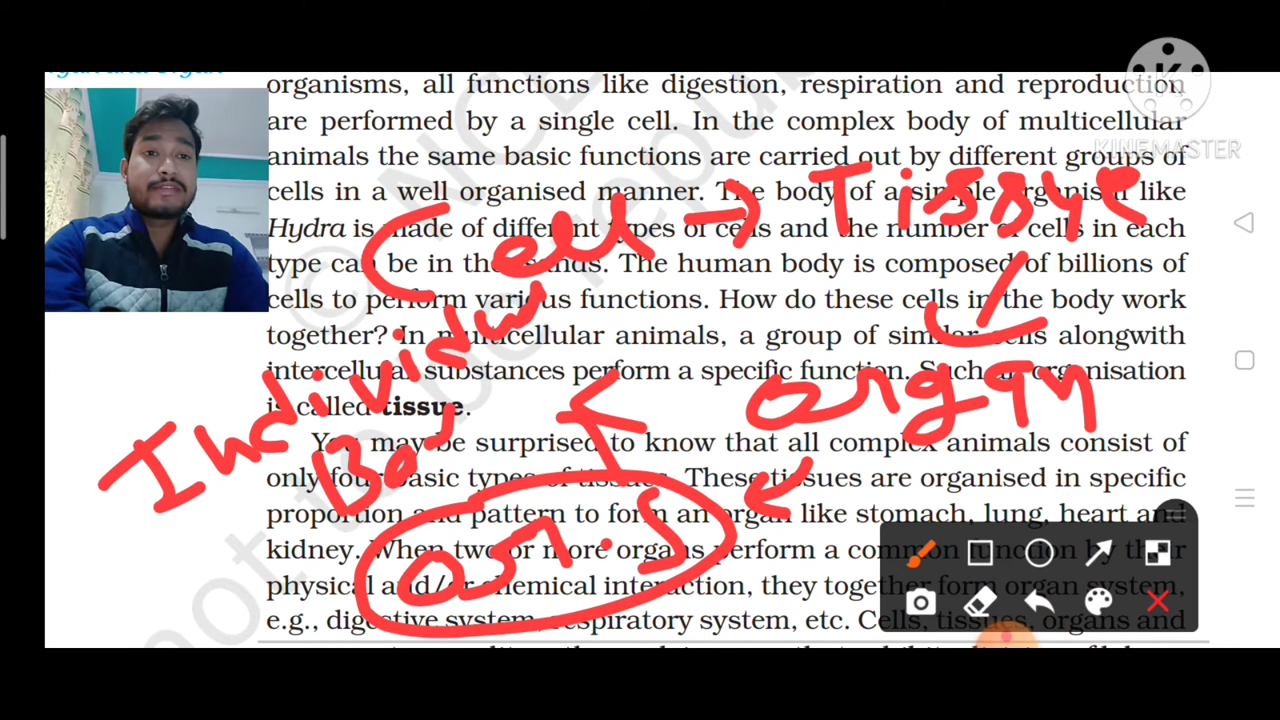 organisms, all functions like digestion, respiration and reproduction
are performed by a single cell. In the complex body of multicellular
animals the same basic functions are carried out by different groups of
cells in a well organised manner. The body of a simple organism like
Hydra is made of different types of cells and the number of cells in each
type can be in thousands. The human body is composed of billions of
cells to perform various functions. How do these cells in the body work
together? In multicellular animals, a group of similar cells alongwith
intercellular substances perform a specific function. Such an organisation
is called tissue.
You may be surprised to know that all complex animals consist of
only four basic types of tissues. These tissues are organised in specific
proportion and pattern to form an organ like stomach, lung, heart and
kidney. When two or more organs perform a common function by their
physical and/or chemical interaction, they together form organ system,
e.g., digestive system, respiratory system, etc. Cells, tissues, organs and
Cell → Tissue
organ
Individual
KINEMASTER